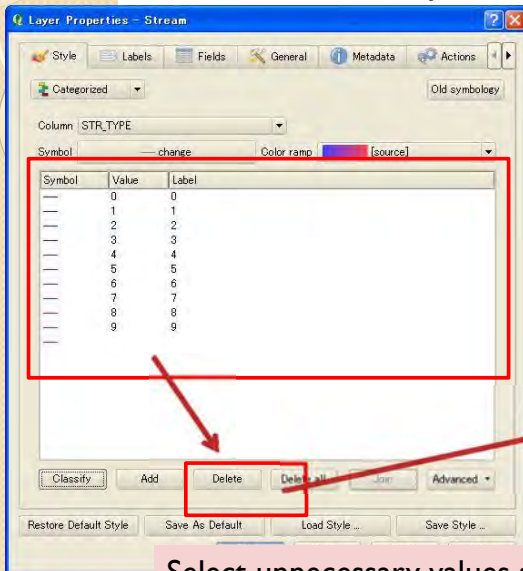 Layer Properties - Stream
Style Labels Fields General Metadata Actions
Categorized Old symbology
Column STR_TYPE
Symbol change Color ramp [source]
Symbol Value Label
0 0
1 1
2 2
3 3
4 4
5 5
6 6
7 7
8 8
9 9
Classify Add Delete Delete all Join Advanced
Restore Default Style Save As Default Load Style ... Save Style ...
Select unnecessary values